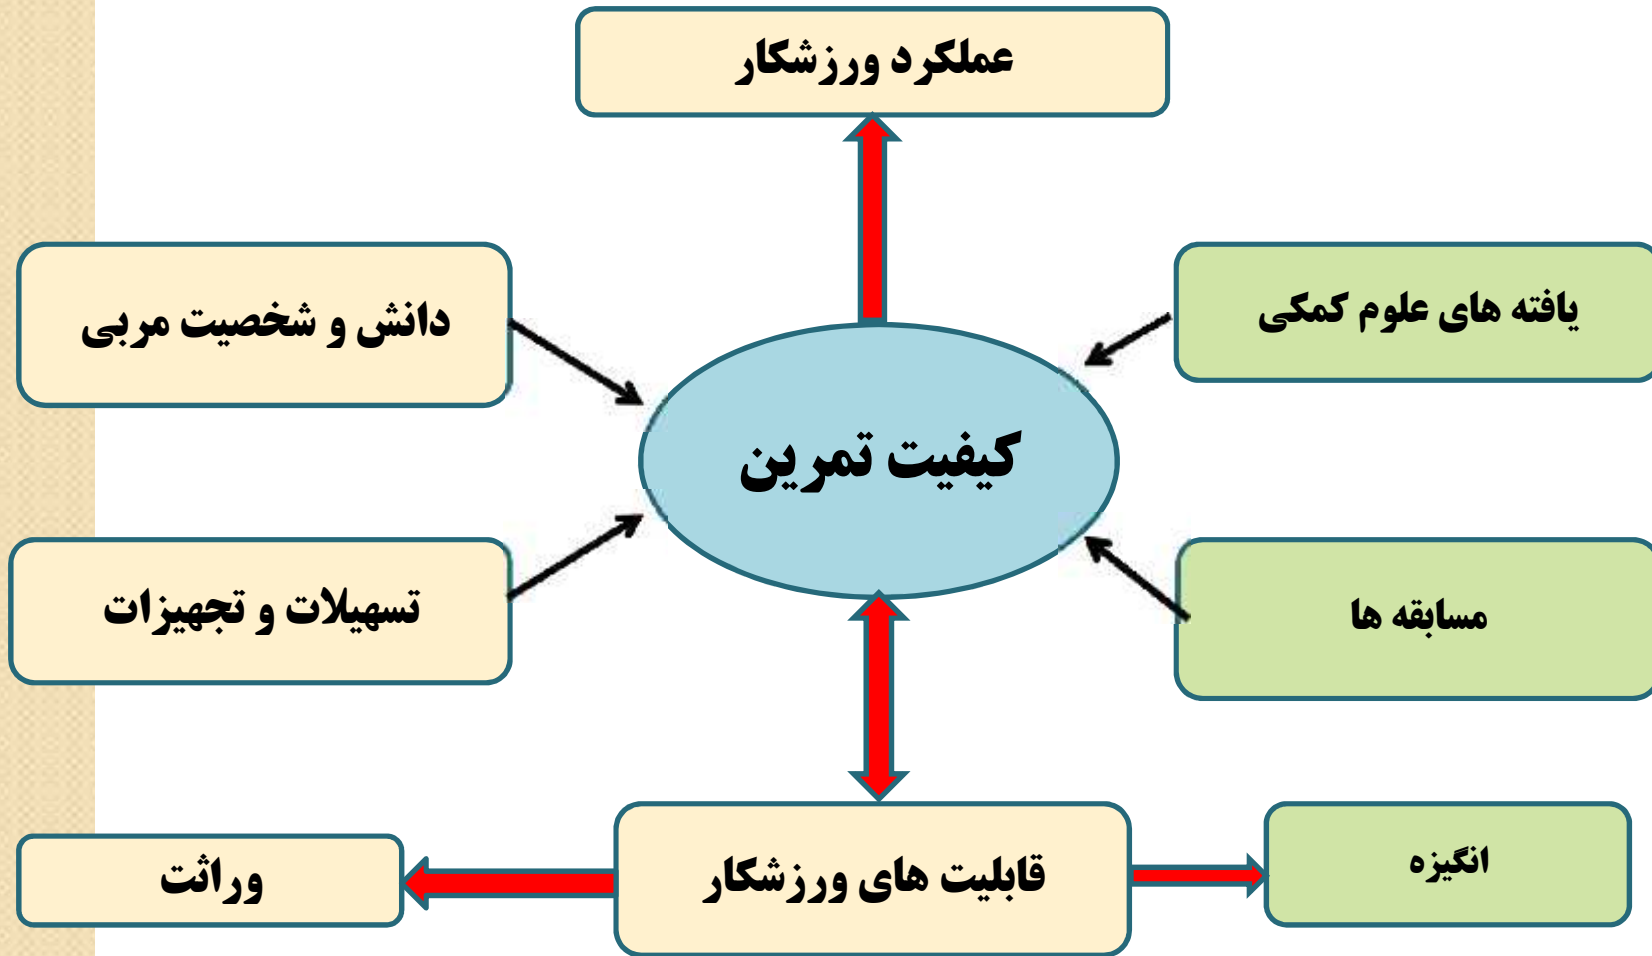 عملکرد ورزشکار
یافته های علوم کمکی
دانش و شخصیت مربی
کیفیت تمرین
مسابقه ها
تسهیلات و تجهیزات
انگیزه
قابلیت های ورزشکار
وراثت